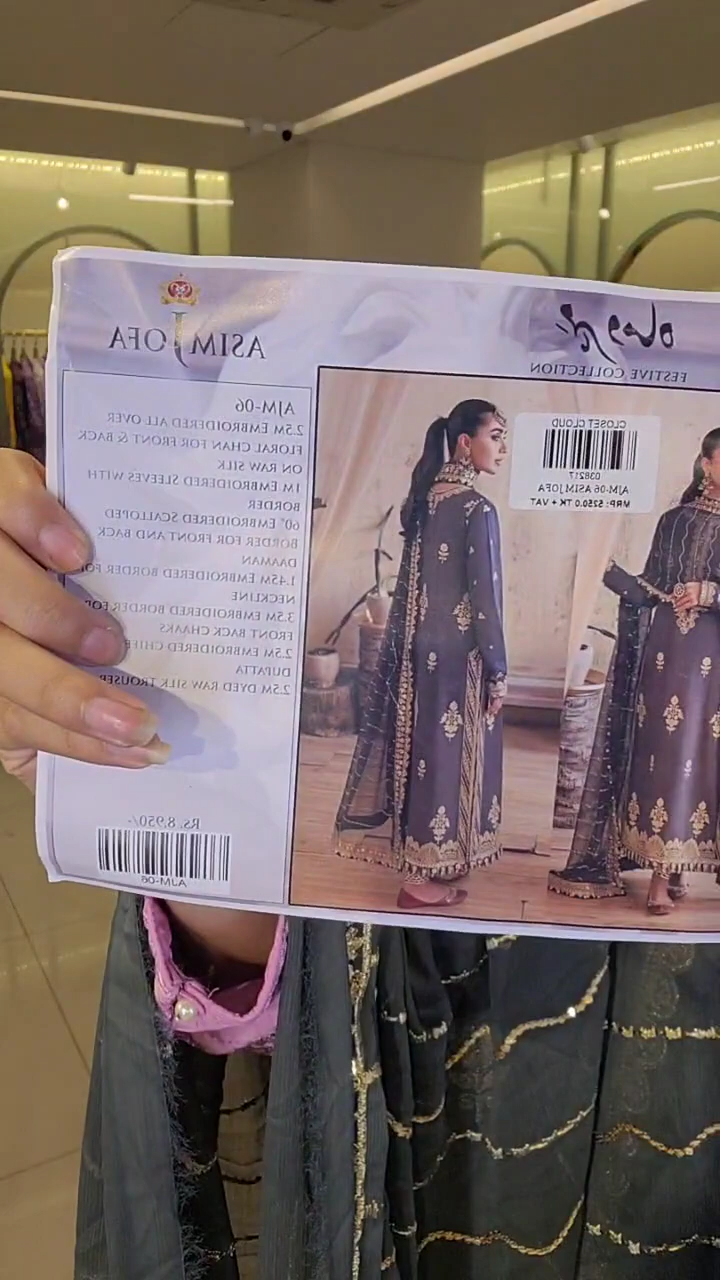 ASIM JOFA
AJM-06
2.5M EMBROIDERED ALL OVER
FLORAL CHAN FOR FRONT & BACK
ON RAW SILK
1M EMBROIDERED SLEEVES WITH
BORDER
60" EMBROIDERED SCALLOPED
BORDER FOR FRONT AND BACK
DAAMAN
1.45M EMBROIDERED BORDER FOR
NECKLINE
3.5M EMBROIDERED BORDER FOR
FRONT BACK CHAAKS
2.5M EMBROIDERED CHIFF
DUPATTA
2.5M DYED RAW SILK TROUSER
Rs. 8,950/-
AJM-06
FESTIVE COLLECTION
CLOSET CLOUD
038217
AJM-06 ASIM JOFA
MRP: 5250.0 TK + VAT